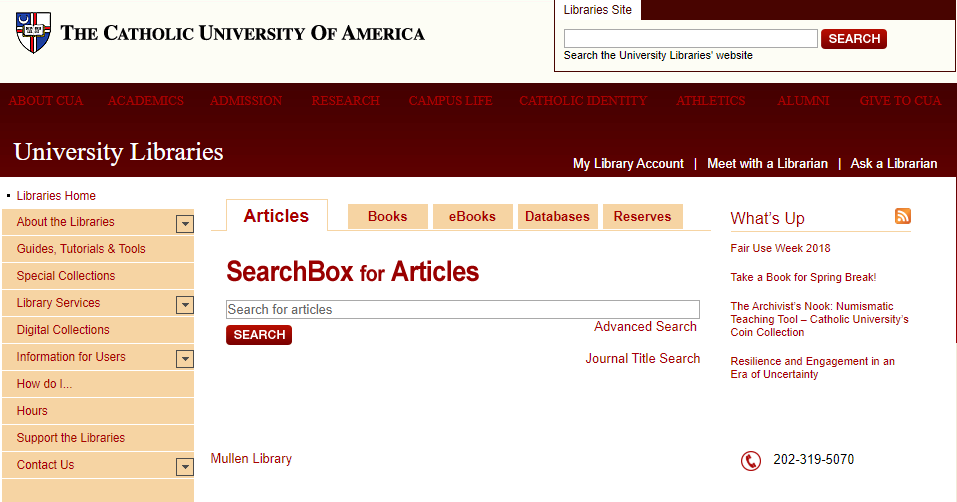 THE CATHOLIC UNIVERSITY OF AMERICA
Libraries Site
SEARCH
Search the University Libraries' website
ABOUT CUA ACADEMICS ADMISSION RESEARCH CAMPUS LIFE CATHOLIC IDENTITY ATHLETICS ALUMNI GIVE TO CUA
University Libraries
My Library Account | Meet with a Librarian | Ask a Librarian
Libraries Home
About the Libraries
Guides, Tutorials & Tools
Special Collections
Library Services
Digital Collections
Information for Users
How do I...
Hours
Support the Libraries
Contact Us
Articles Books eBooks Databases Reserves
SearchBox for Articles
Search for articles
SEARCH
Advanced Search
Journal Title Search
What's Up
Fair Use Week 2018
Take a Book for Spring Break!
The Archivist's Nook: Numismatic
Teaching Tool – Catholic University's
Coin Collection
Resilience and Engagement in an
Era of Uncertainty
Mullen Library
202-319-5070